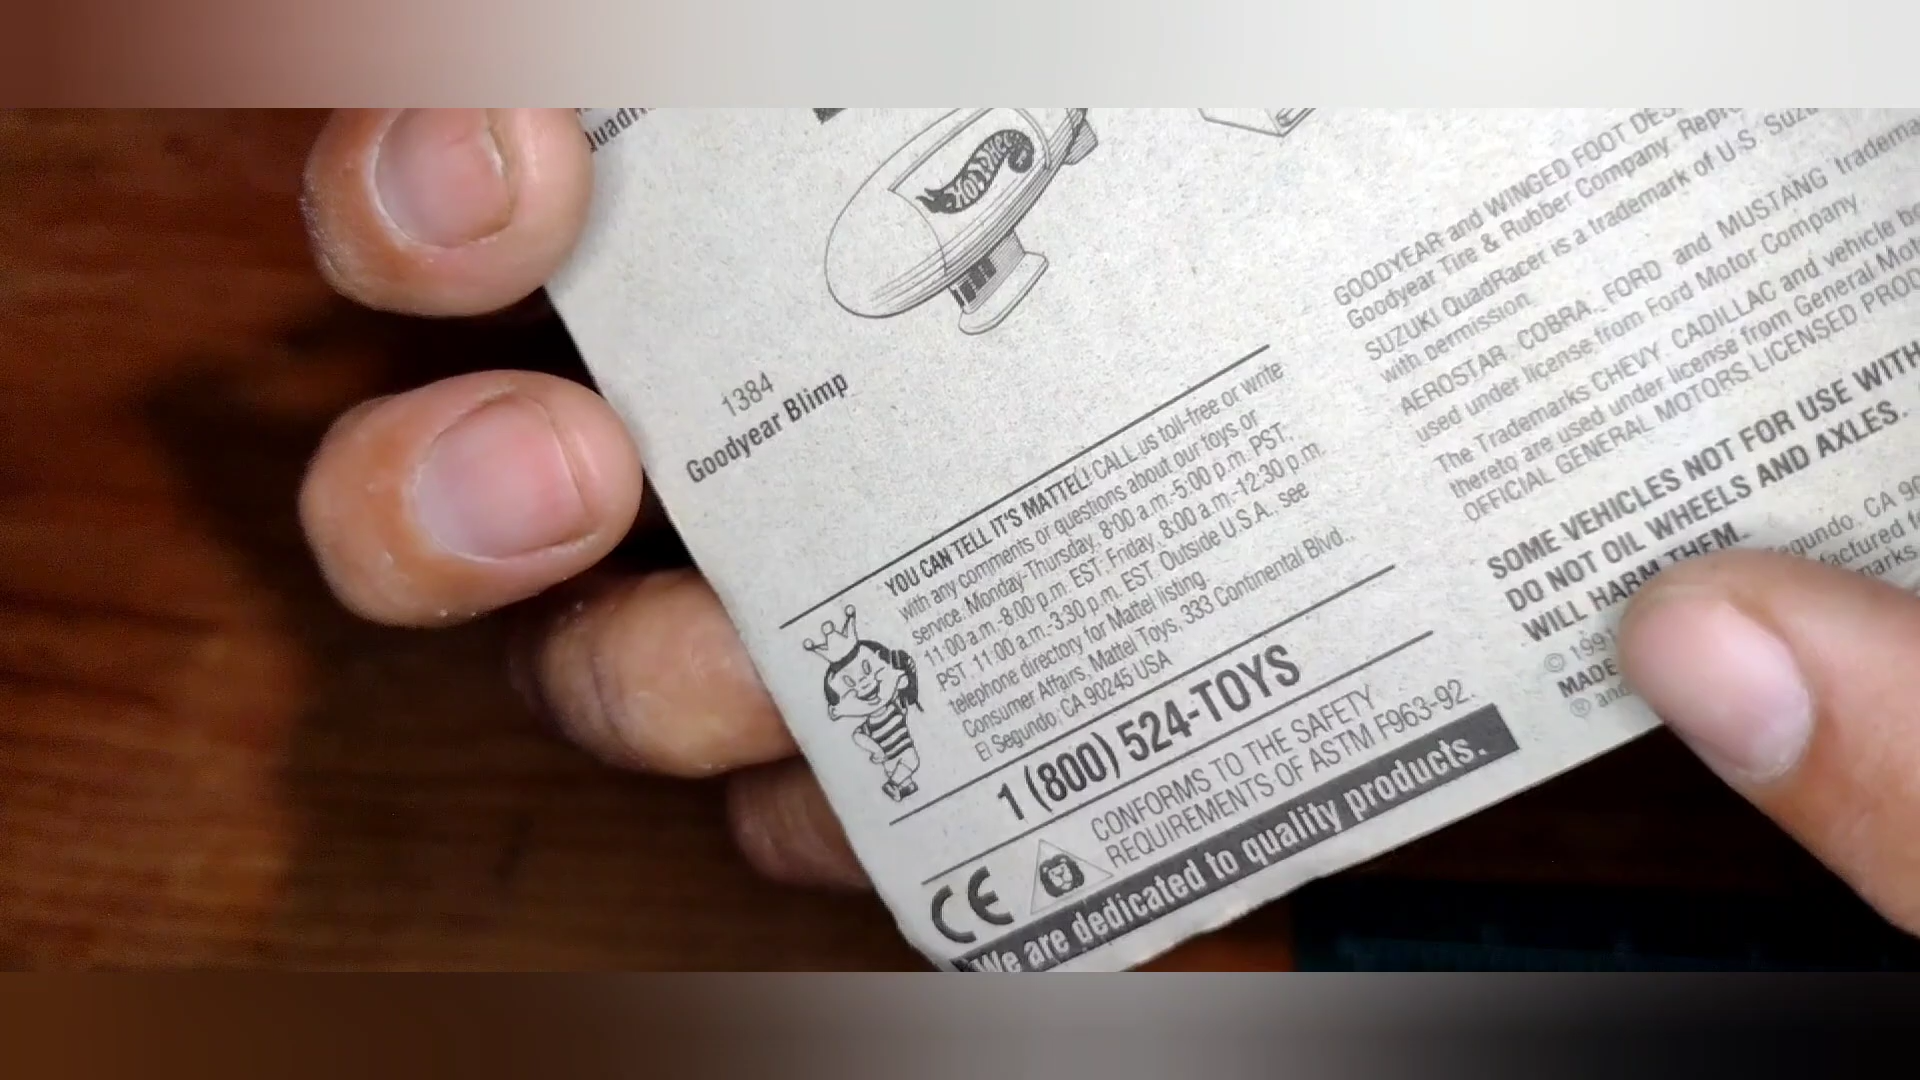 HOT WHEELS
1384
Goodyear Blimp
YOU CAN TELL IT'S MATTEL! CALL us toll-free or write
with any comments or questions about our toys or
service. Monday-Thursday, 8:00 a.m.-5:00 p.m. PST,
11:00 a.m.-8:00 p.m. EST. Friday, 8:00 a.m.-12:30 p.m.
PST, 11:00 a.m.-3:30 p.m. EST. Outside U.S.A. see
telephone directory for Mattel listing.
Consumer Affairs, Mattel Toys, 333 Continental Blvd.,
El Segundo, CA 90245 USA
1 (800) 524-TOYS
CE
CONFORMS TO THE SAFETY
REQUIREMENTS OF ASTM F963-92.
We are dedicated to quality products.
GOODYEAR and WINGED FOOT
Goodyear Tire & Rubber Company.
SUZUKI QuadRacer is a trademark of U.S.
with permission.
AEROSTAR, COBRA, FORD and MUSTANG
used under license from Ford Motor Company.
The Trademarks CHEVY, CADILLAC and vehicle
thereto are used under license from General
OFFICIAL GENERAL MOTORS LICENSED
SOME VEHICLES NOT FOR USE WITH
DO NOT OIL WHEELS AND AXLES.
WILL HARM THEM.
©
MADE